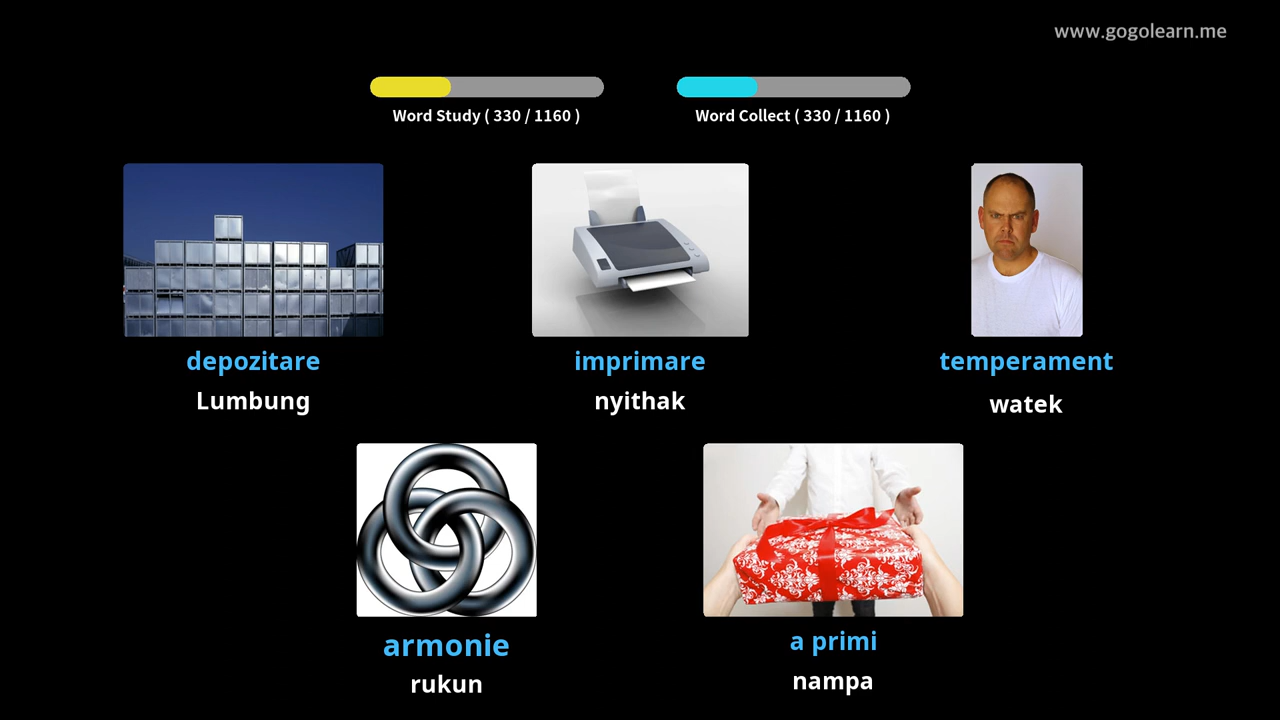 www.gogolearn.me
Word Study ( 330 / 1160 )
Word Collect ( 330 / 1160 )
depozitare
Lumbung
imprimare
nyithak
temperament
watek
armonie
rukun
a primi
nampa